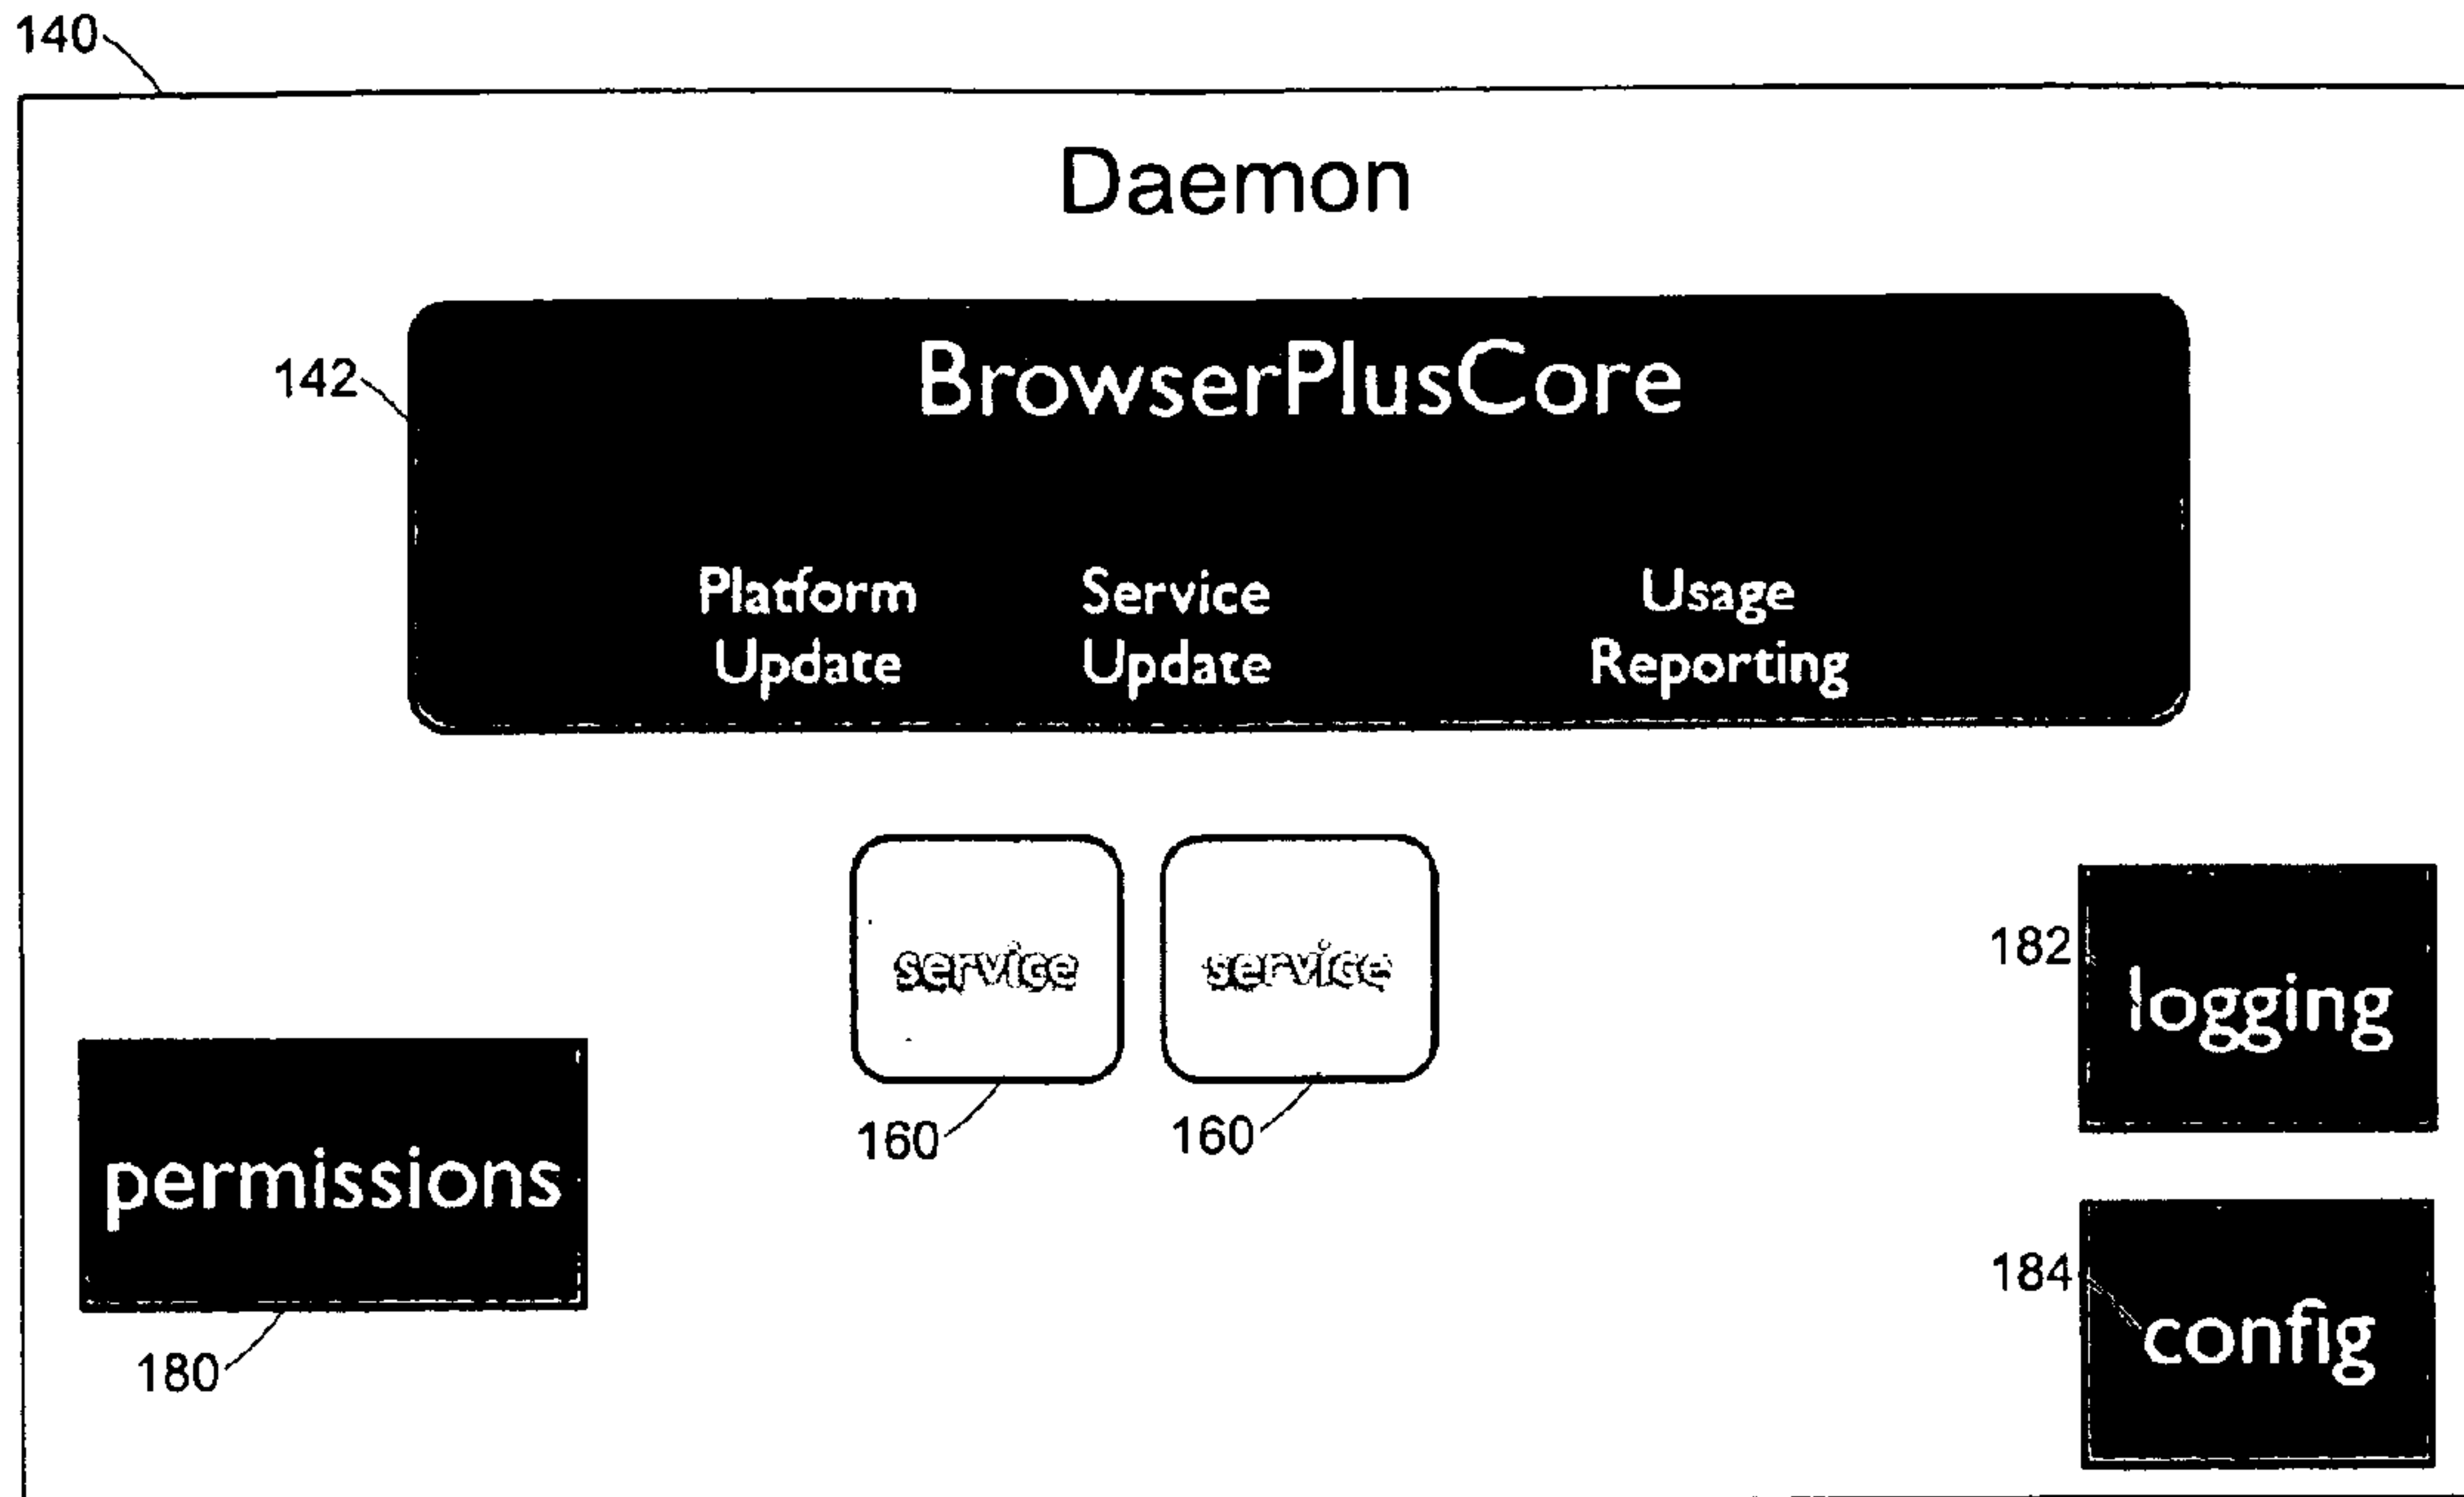 140
Daemon
142
BrowserPlusCore
Platform
Update
Service
Update
Usage
Reporting
service
service
160
160
182
logging
permissions
180
184
config